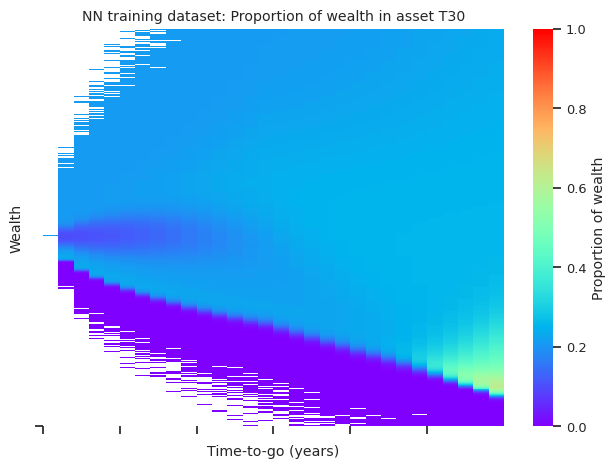 NN training dataset: Proportion of wealth in asset T30
Wealth
Time-to-go (years)
1.0
0.8
0.6
0.4
0.2
0.0
Proportion of wealth